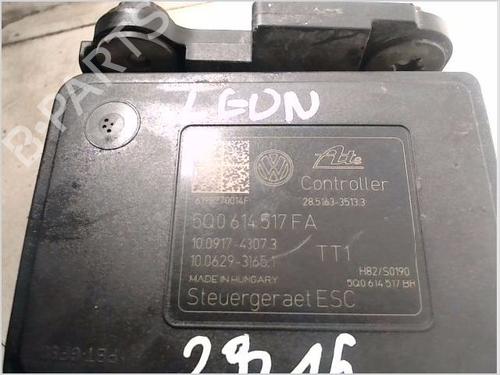 LEON
Ate
Controller
28.5163-3513.3
5Q0 614 517 FA
10.0917-4307.3
10.0629-3165.1
TT1
MADE IN HUNGARY
H82/S0190
5Q0 614 517 BH
Steuergeraet ESC
B-PARTS